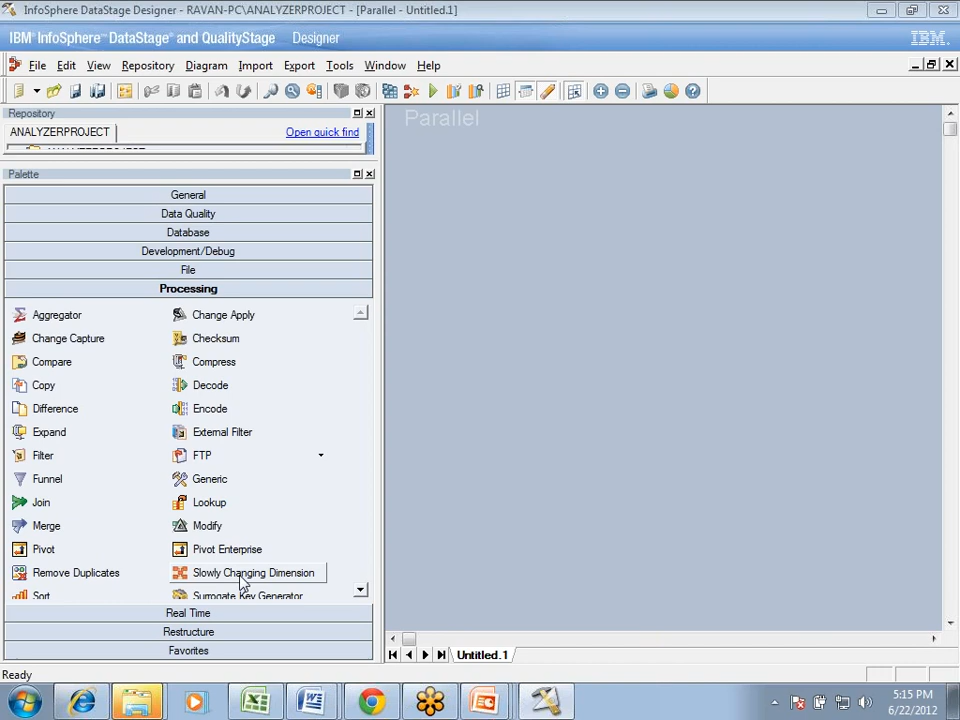 InfoSphere DataStage Designer - RAVAN-PC\ANALYZERPROJECT - [Parallel - Untitled.1]
IBM® InfoSphere™ DataStage® and QualityStage Designer
IBM.
File Edit View Repository Diagram Import Export Tools Window Help
Repository
ANALYZERPROJECT
Open quick find
Parallel
Palette
General
Data Quality
Database
Development/Debug
File
Processing
Aggregator Change Apply
Change Capture Checksum
Compare Compress
Copy Decode
Difference Encode
Expand External Filter
Filter FTP
Funnel Generic
Join Lookup
Merge Modify
Pivot Pivot Enterprise
Remove Duplicates Slowly Changing Dimension
Sort Surrogate Key Generator
Real Time
Restructure
Favorites
Untitled.1
Ready
5:15 PM
6/22/2012